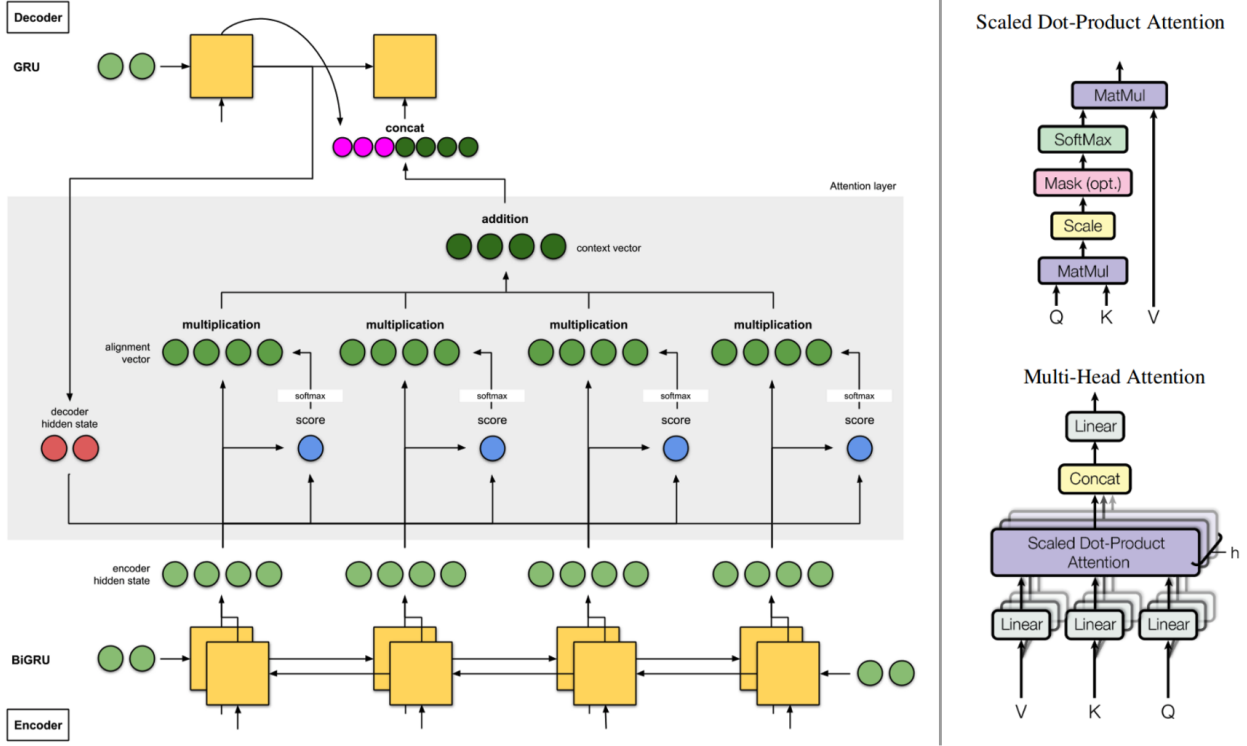 Decoder
GRU
concat
Attention layer
addition
context vector
multiplication
multiplication
multiplication
multiplication
alignment
vector
softmax
softmax
softmax
softmax
decoder
hidden state
score
score
score
score
encoder
hidden state
BiGRU
Encoder
Scaled Dot-Product Attention
MatMul
SoftMax
Mask (opt.)
Scale
MatMul
Q
K
V
Multi-Head Attention
Linear
Concat
Scaled Dot-Product
Attention
h
Linear
Linear
Linear
V
K
Q